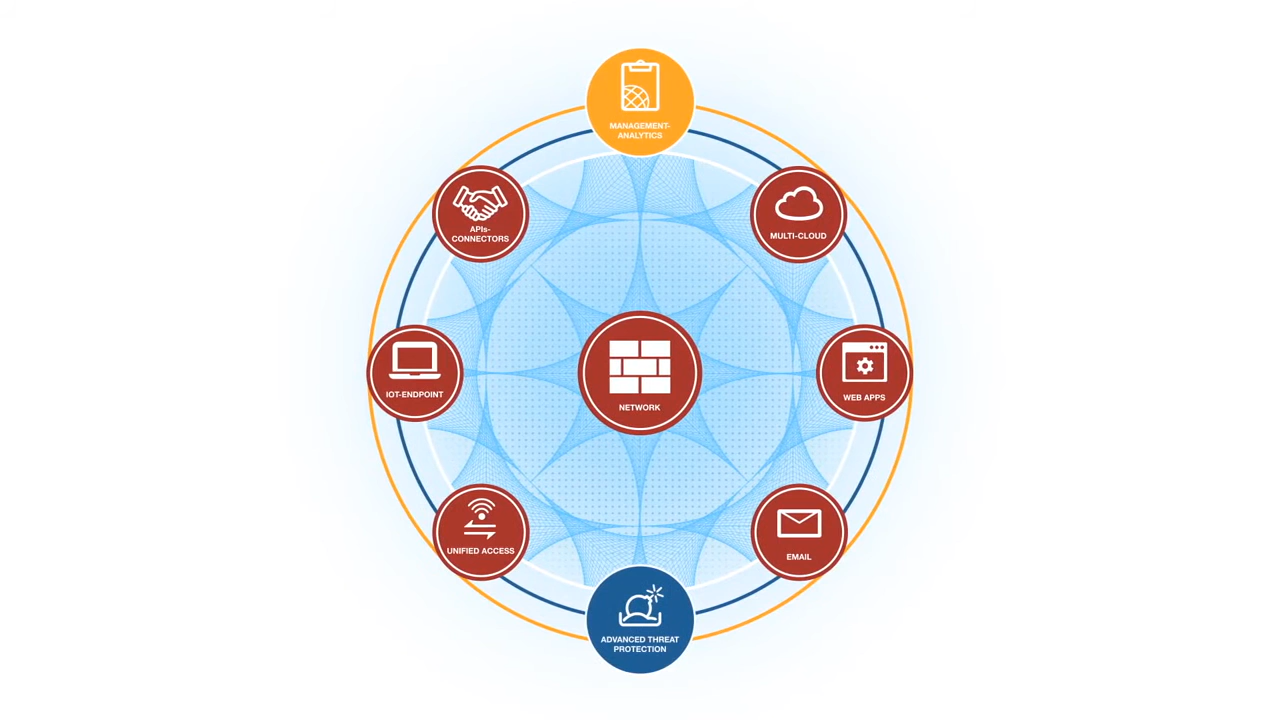 MANAGEMENT-
ANALYTICS
APIs-
CONNECTORS
MULTI-CLOUD
IOT-ENDPOINT
NETWORK
WEB APPS
UNIFIED ACCESS
EMAIL
ADVANCED THREAT
PROTECTION